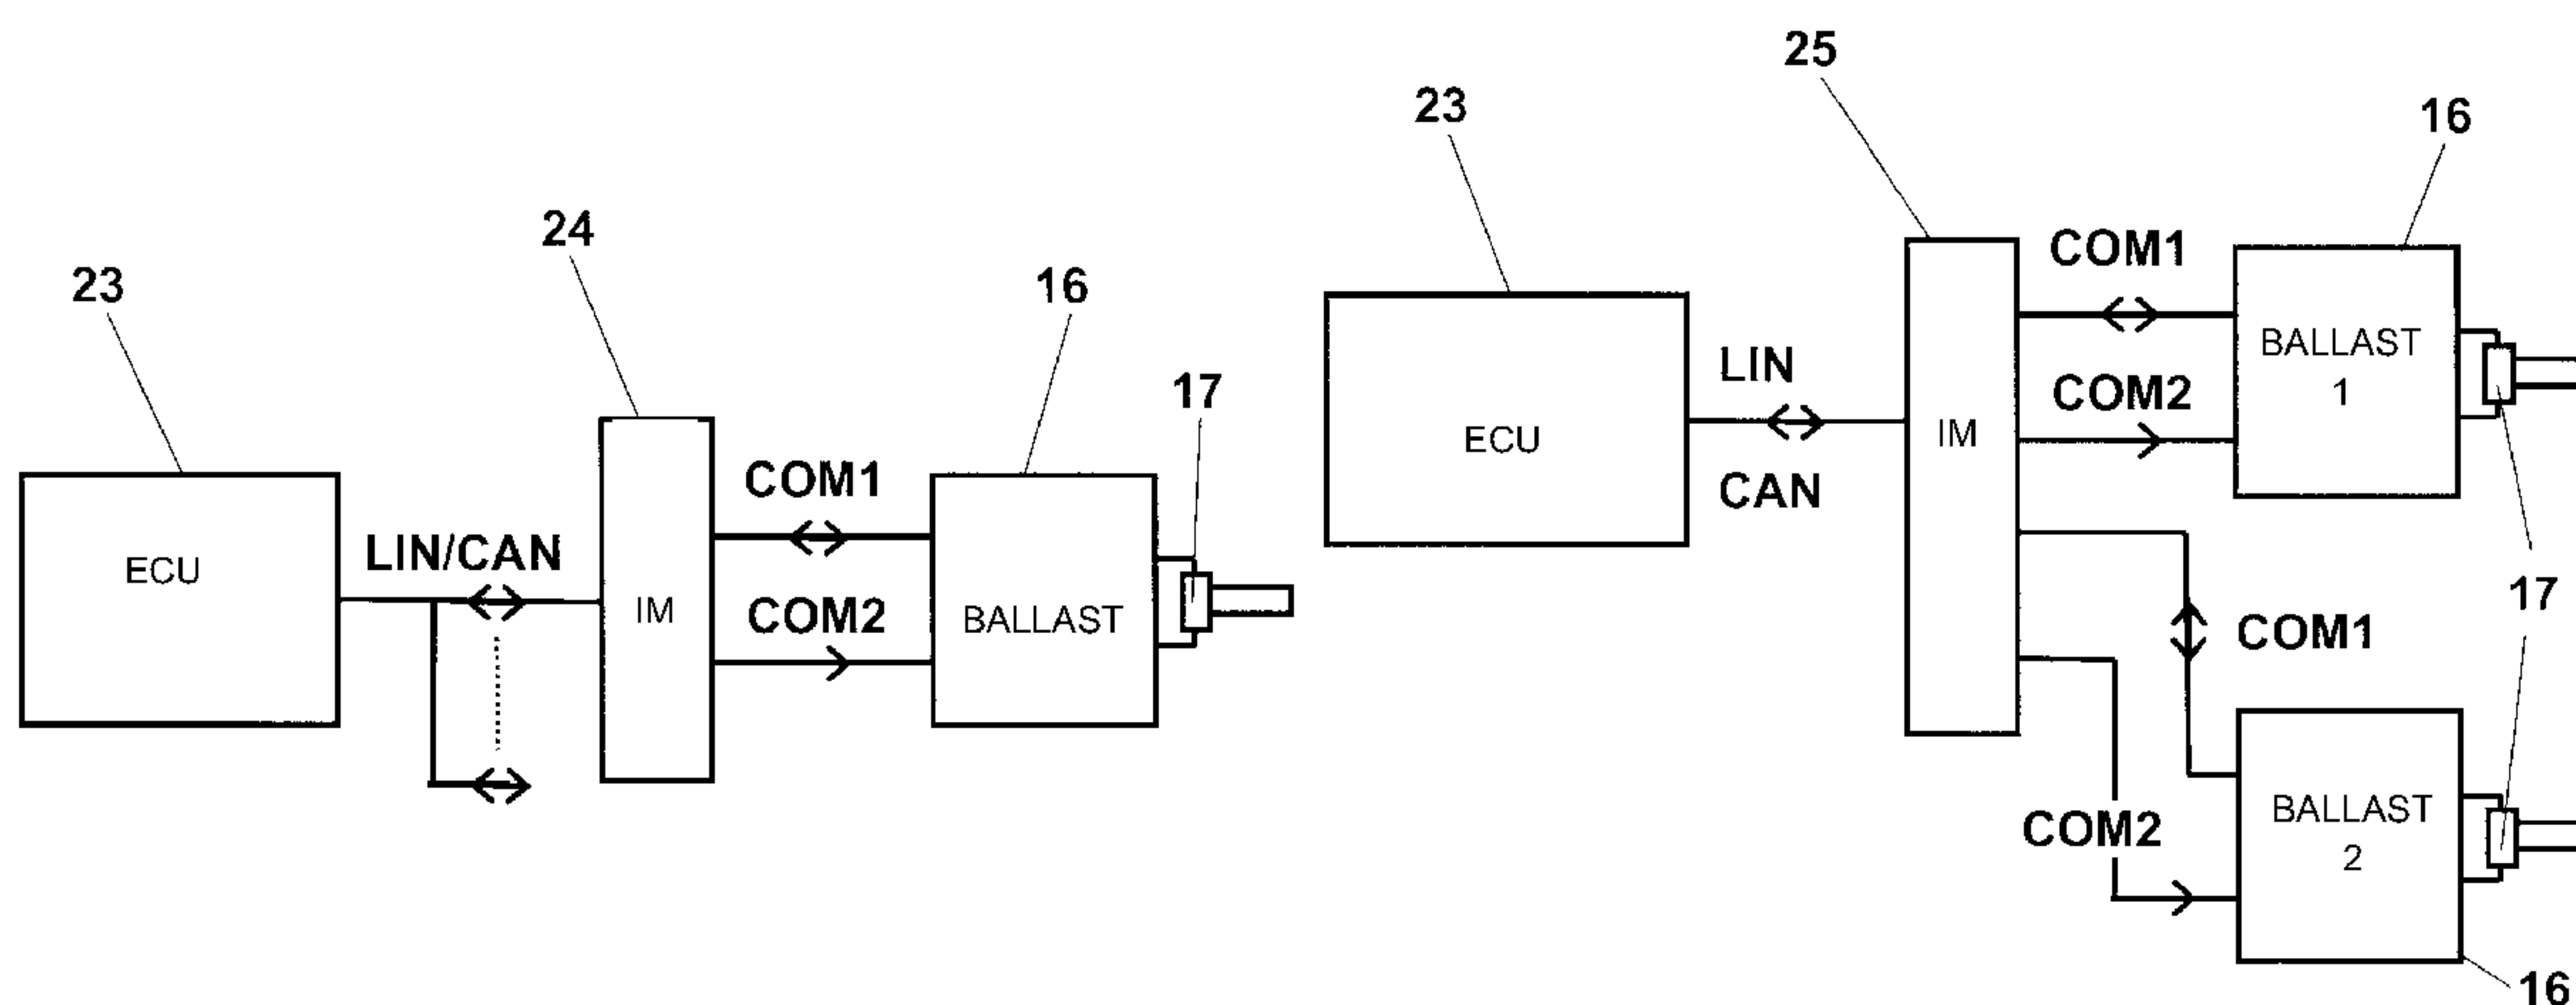 23
24
16
17
ECU
LIN/CAN
IM
COM1
COM2
BALLAST
23
25
16
ECU
LIN
CAN
IM
COM1
COM2
BALLAST
1
17
COM1
COM2
BALLAST
2
16